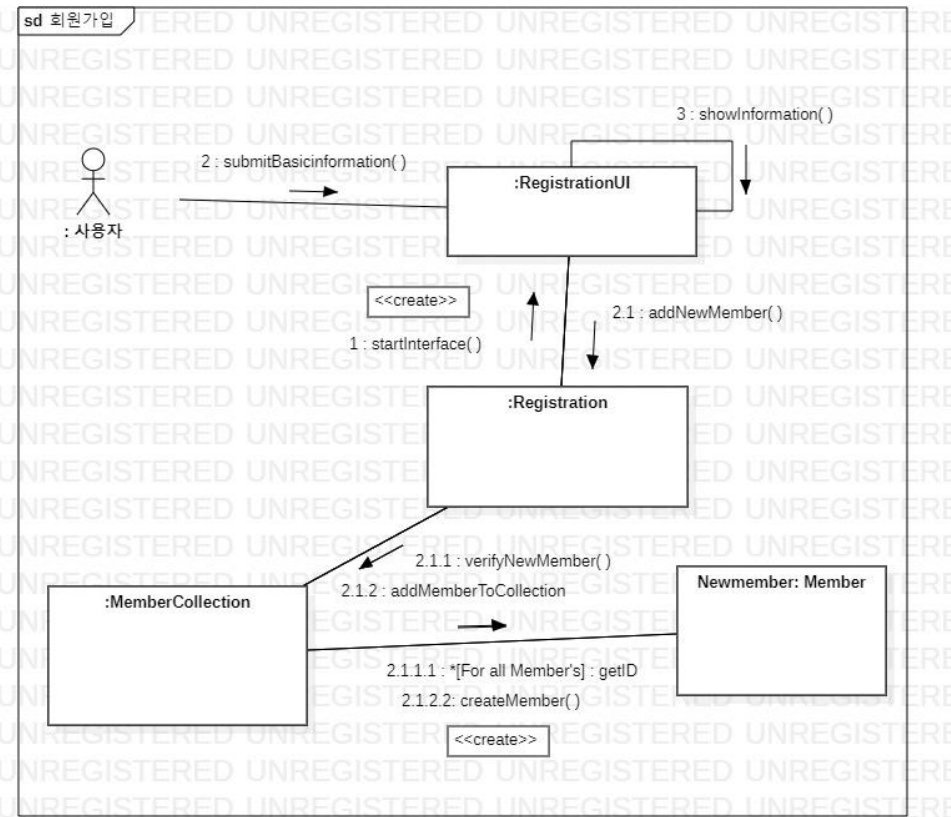 sd 회원가입
3 : showInformation( )
2 : submitBasicinformation( )
:RegistrationUI
: 사용자
<<create>>
2.1 : addNewMember( )
1 : startInterface( )
:Registration
2.1.1 : verifyNewMember( )
2.1.2 : addMemberToCollection
:MemberCollection
Newmember: Member
2.1.1.1 : *[For all Member's] : getID
2.1.2.2: createMember( )
<<create>>
UNREGISTERED